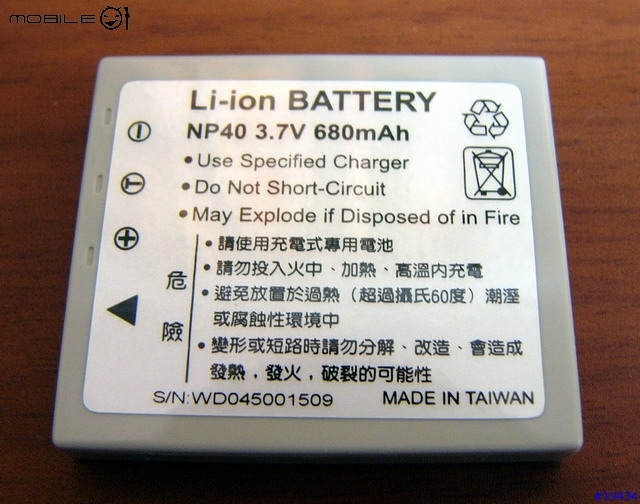 MOBILE01
Li-ion BATTERY
NP40 3.7V 680mAh
•Use Specified Charger
•Do Not Short-Circuit
•May Explode if Disposed of in Fire
危險
•請使用充電式專用電池
•請勿投入火中、加熱、高溫內充電
•避免放置於過熱（超過攝氏60度）潮溼
或腐蝕性環境中
•變形或短路時請勿分解、改造、會造成
發熱，發火，破裂的可能性
S/N:WD045001509
MADE IN TAIWAN
#19434